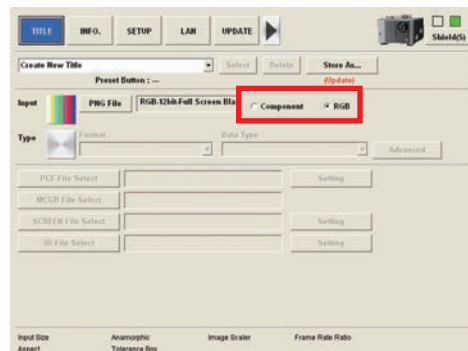 TITLE INFO. SETUP LAN UPDATE Shield(S)
Create New Title Select Delete Store As...
Preset Button : --- (Update)
Input PNG File RGB-12bit-Full Screen Bla Component RGB
Type Format Data Type
Advanced
PCF File Select Setting
MCGD File Select
SCREEN File Select Setting
3D File Select Setting
Input Size Anamorphic Image Scaler Frame Rate Ratio
Aspect Tolerance Box